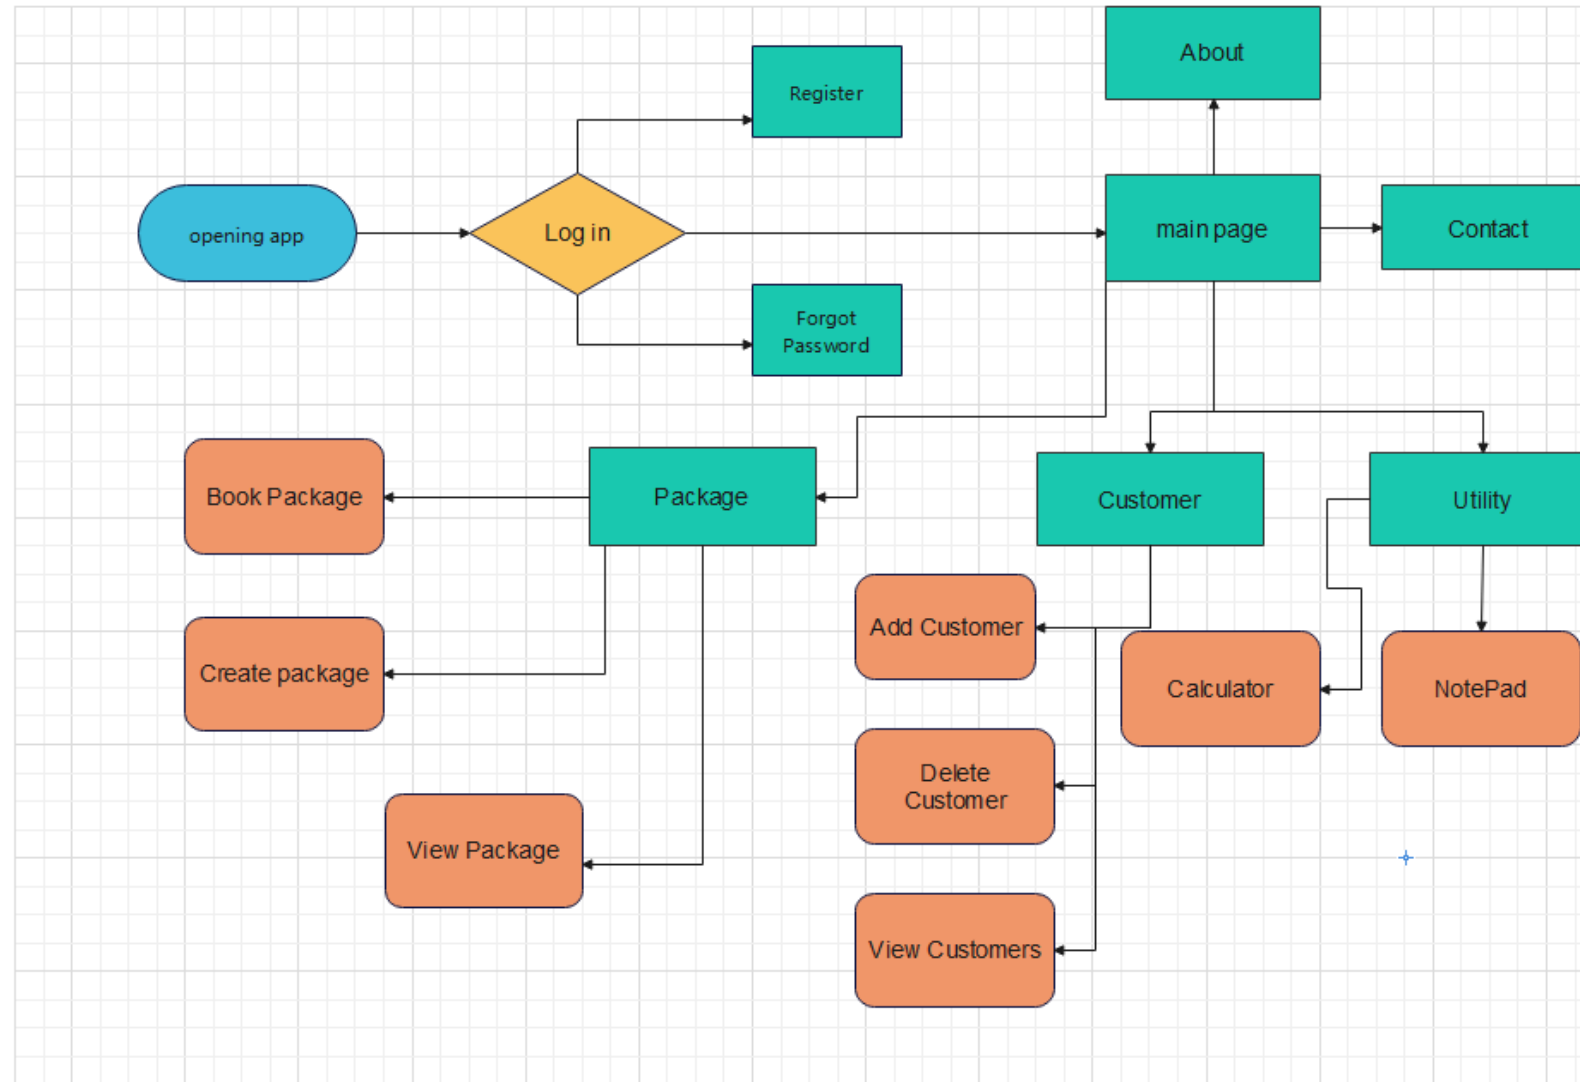 About
Register
opening app
Log in
main page
Contact
Forgot
Password
Book Package
Package
Customer
Utility
Add Customer
Create package
Calculator
NotePad
Delete
Customer
View Package
View Customers